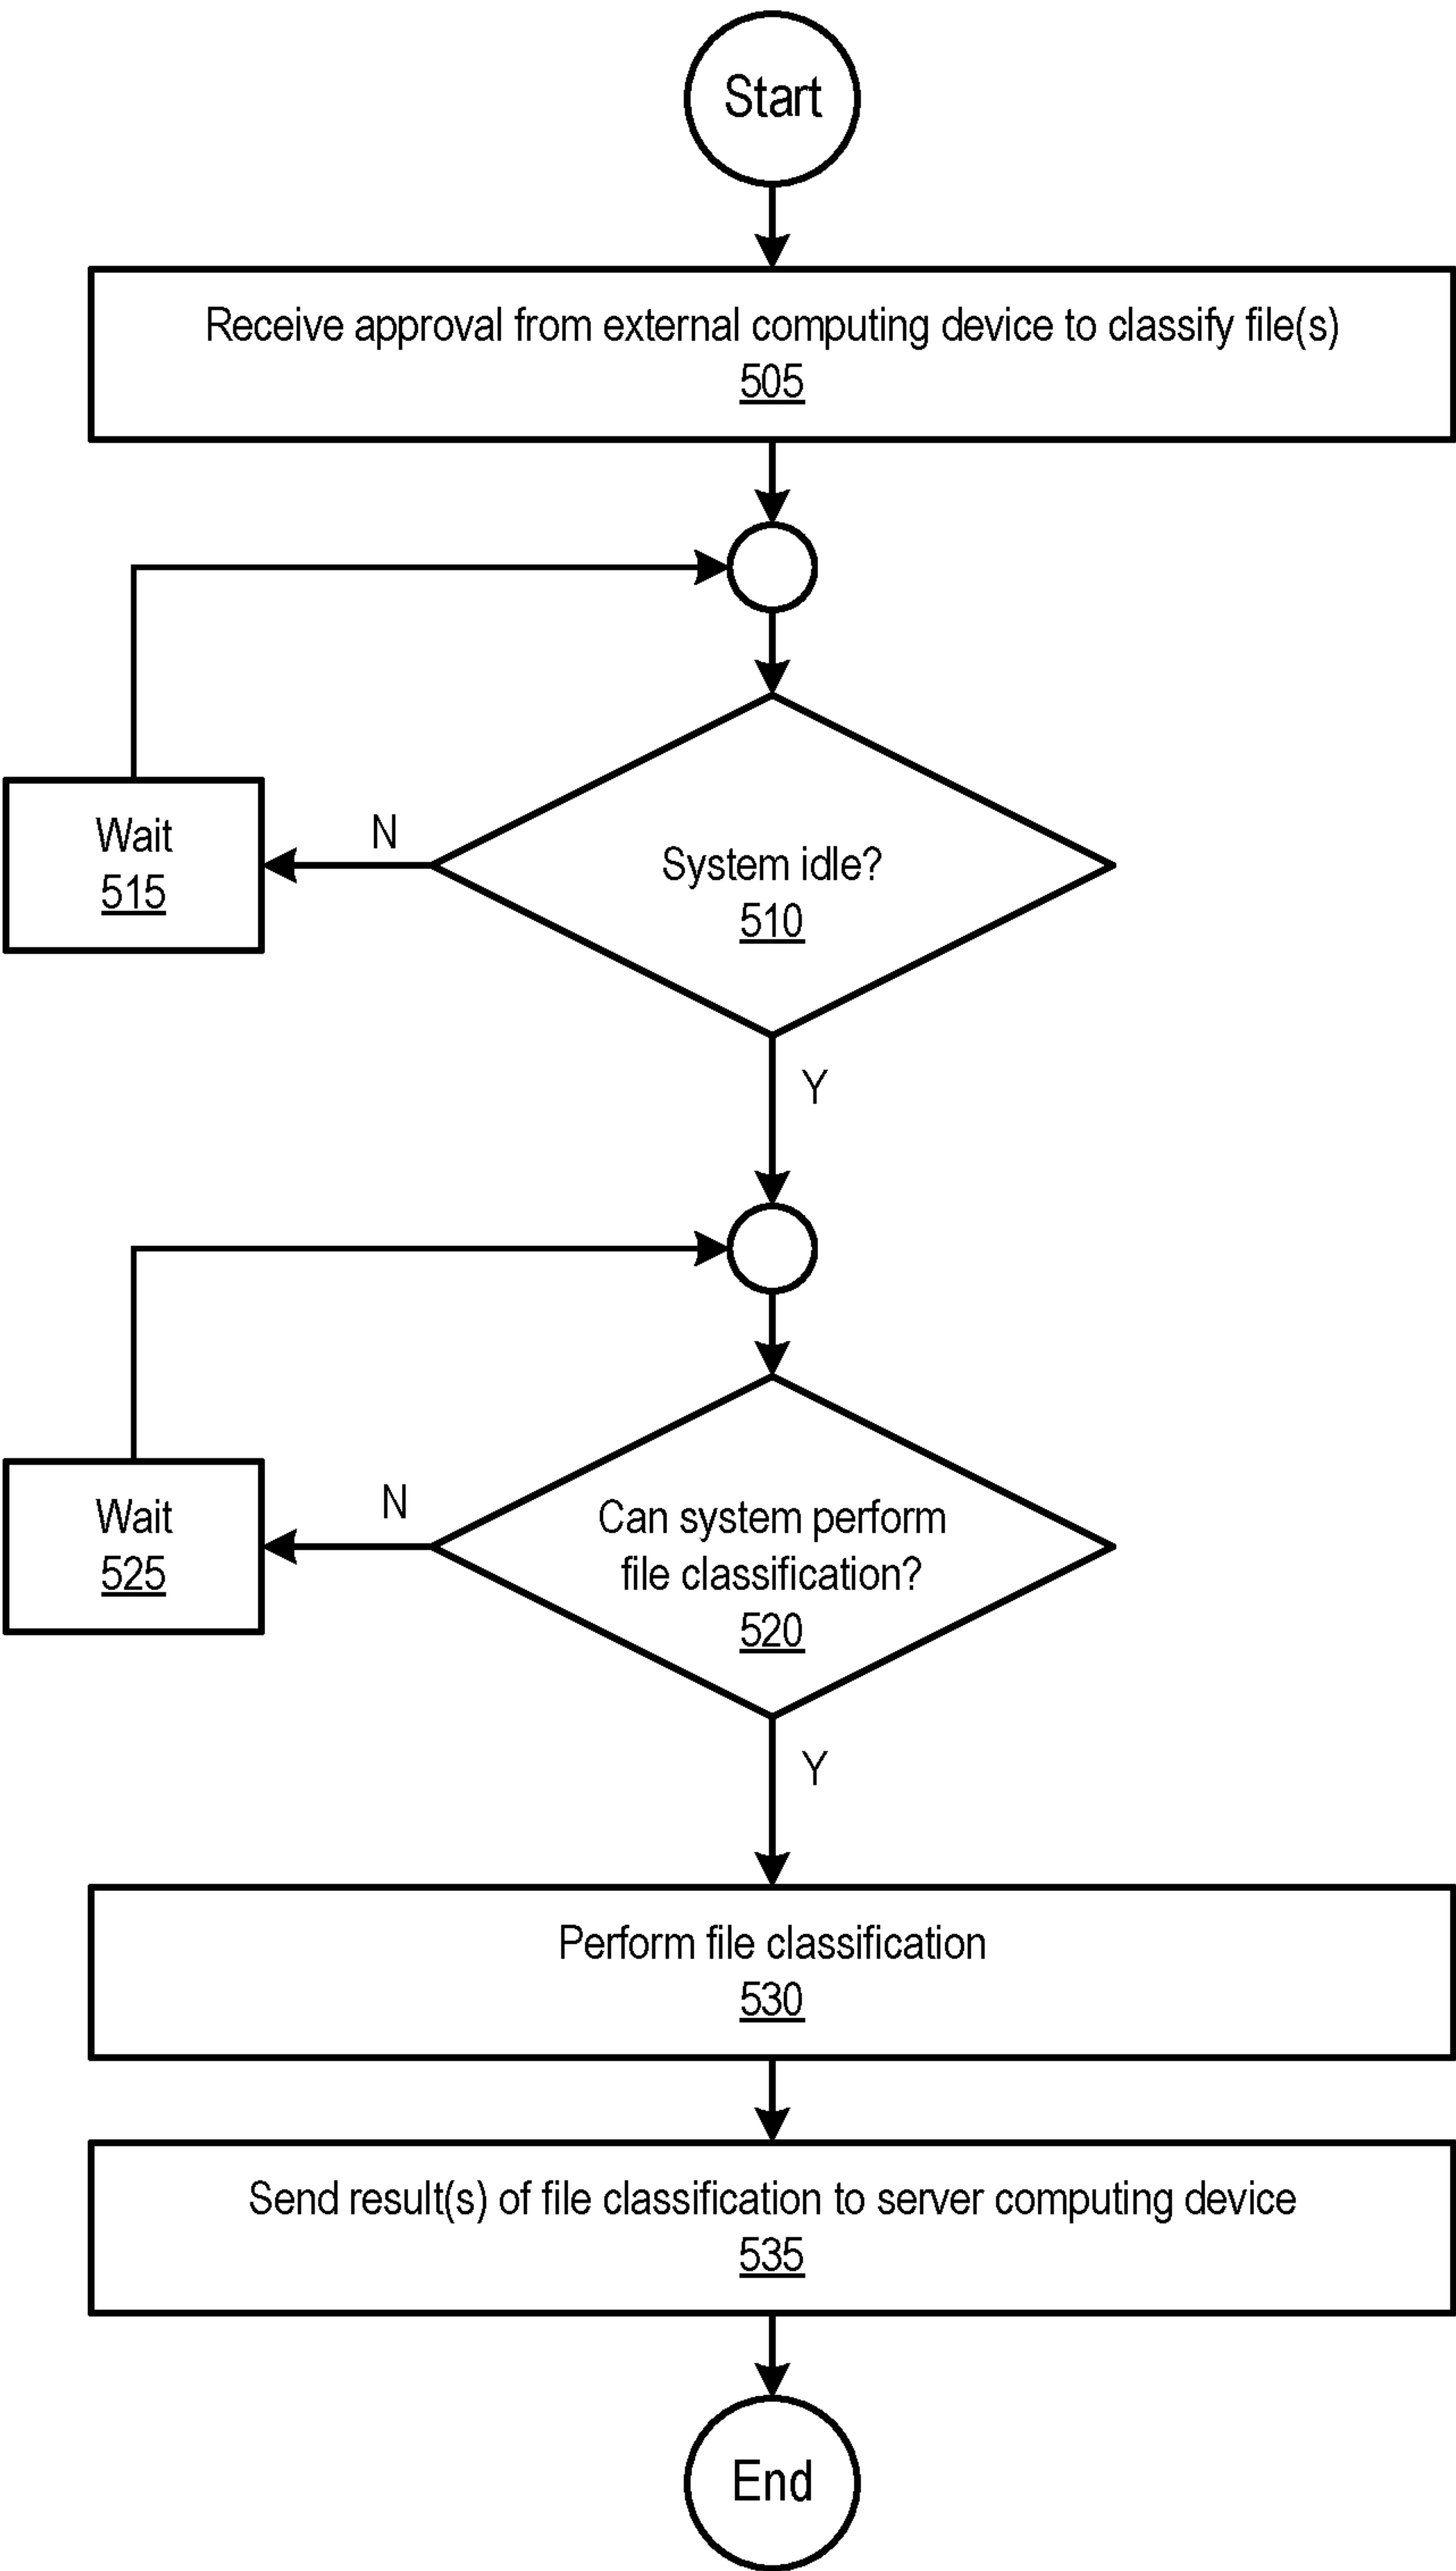 Start
Receive approval from external computing device to classify file(s)
505
System idle?
510
N
Wait
515
Y
Can system perform
file classification?
520
N
Wait
525
Y
Perform file classification
530
Send result(s) of file classification to server computing device
535
End